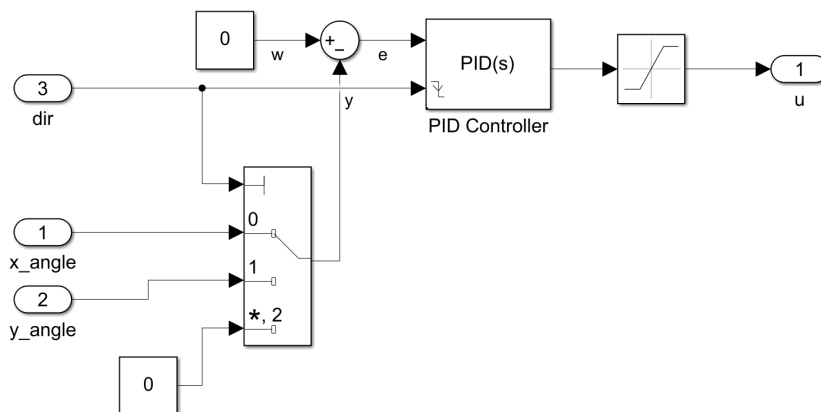 0
w
+
−
e
PID(s)
PID Controller
1
u
3
dir
y
0
1
x_angle
1
2
y_angle
*, 2
0